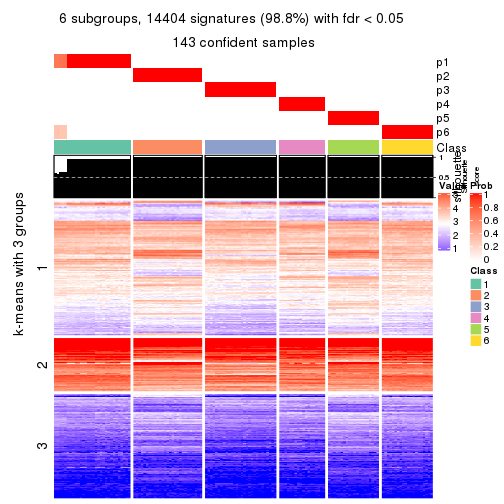 6 subgroups, 14404 signatures (98.8%) with fdr < 0.05
143 confident samples
p1
p2
p3
p4
p5
p6
Class
1
0.5
Silhouette
score
k-means with 3 groups
1
2
3
Value
4
3
2
1
Prob
1
0.8
0.6
0.4
0.2
0
Class
1
2
3
4
5
6